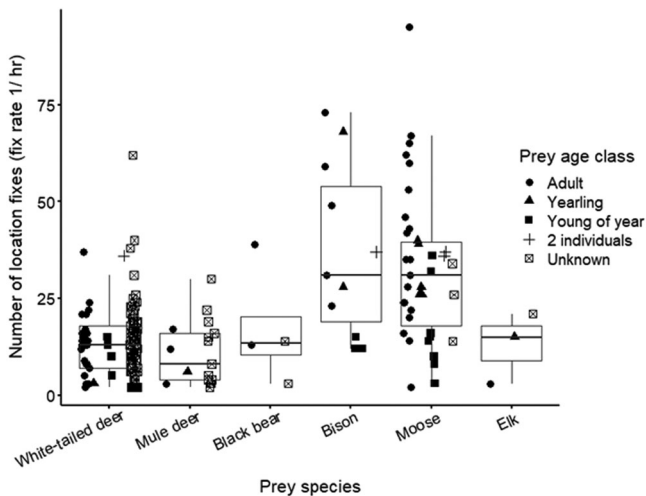 Number of location fixes (fix rate 1/ hr)
75
50
25
0
White-tailed deer
Mule deer
Black bear
Bison
Moose
Elk
Prey species
Prey age class
Adult
Yearling
Young of year
2 individuals
Unknown